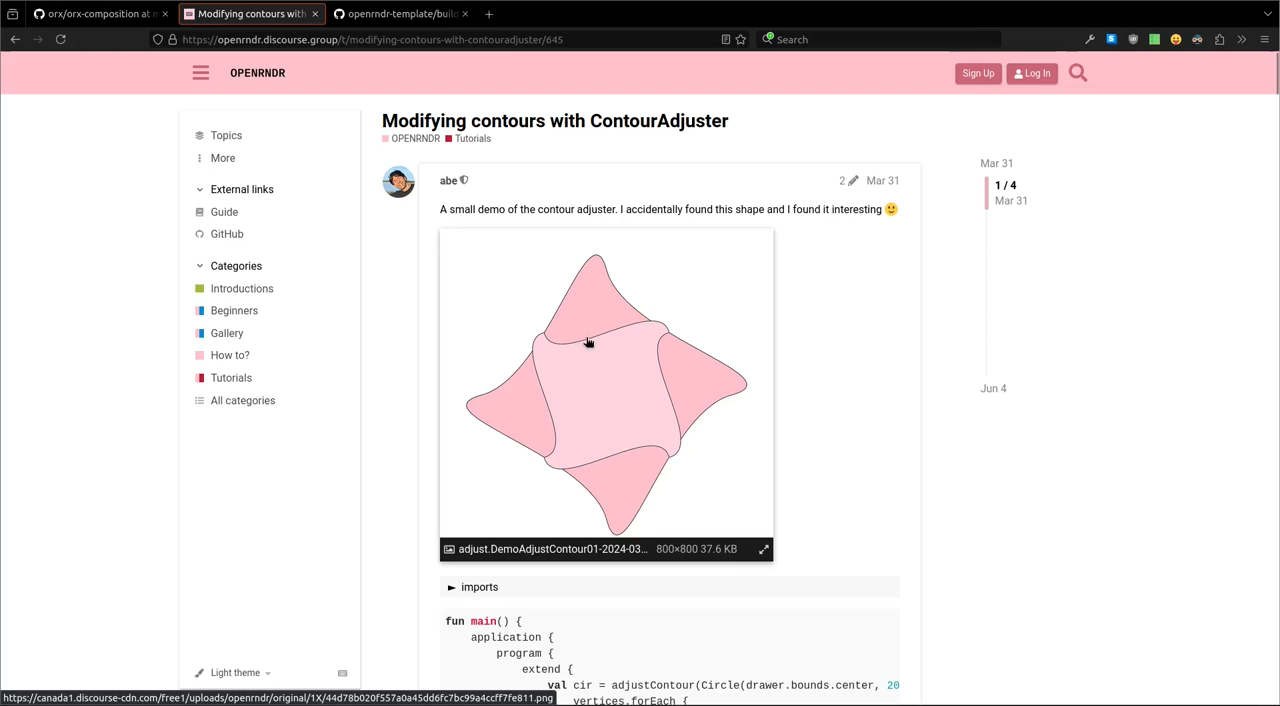 orx/orx-composition at m
Modifying contours with
openrndr-template/build
https://openrndr.discourse.group/t/modifying-contours-with-contouradjuster/645
Search
OPENRNDR
Sign Up
Log In
Topics
More
External links
Guide
GitHub
Categories
Introductions
Beginners
Gallery
How to?
Tutorials
All categories
Light theme
Modifying contours with ContourAdjuster
OPENRNDR Tutorials
abe
2
Mar 31
A small demo of the contour adjuster. I accidentally found this shape and I found it interesting
adjust.DemoAdjustContour01-2024-03… 800×800 37.6 KB
► imports
fun main() {
application {
program {
extend {
val cir = adjustContour(Circle(drawer.bounds.center, 20
vertices.forEach {
Mar 31
1 / 4
Mar 31
Jun 4
https://canada1.discourse-cdn.com/free1/uploads/openrndr/original/1X/44d78b020f557a0a45dd6fc7bc99a4ccff7fe811.png